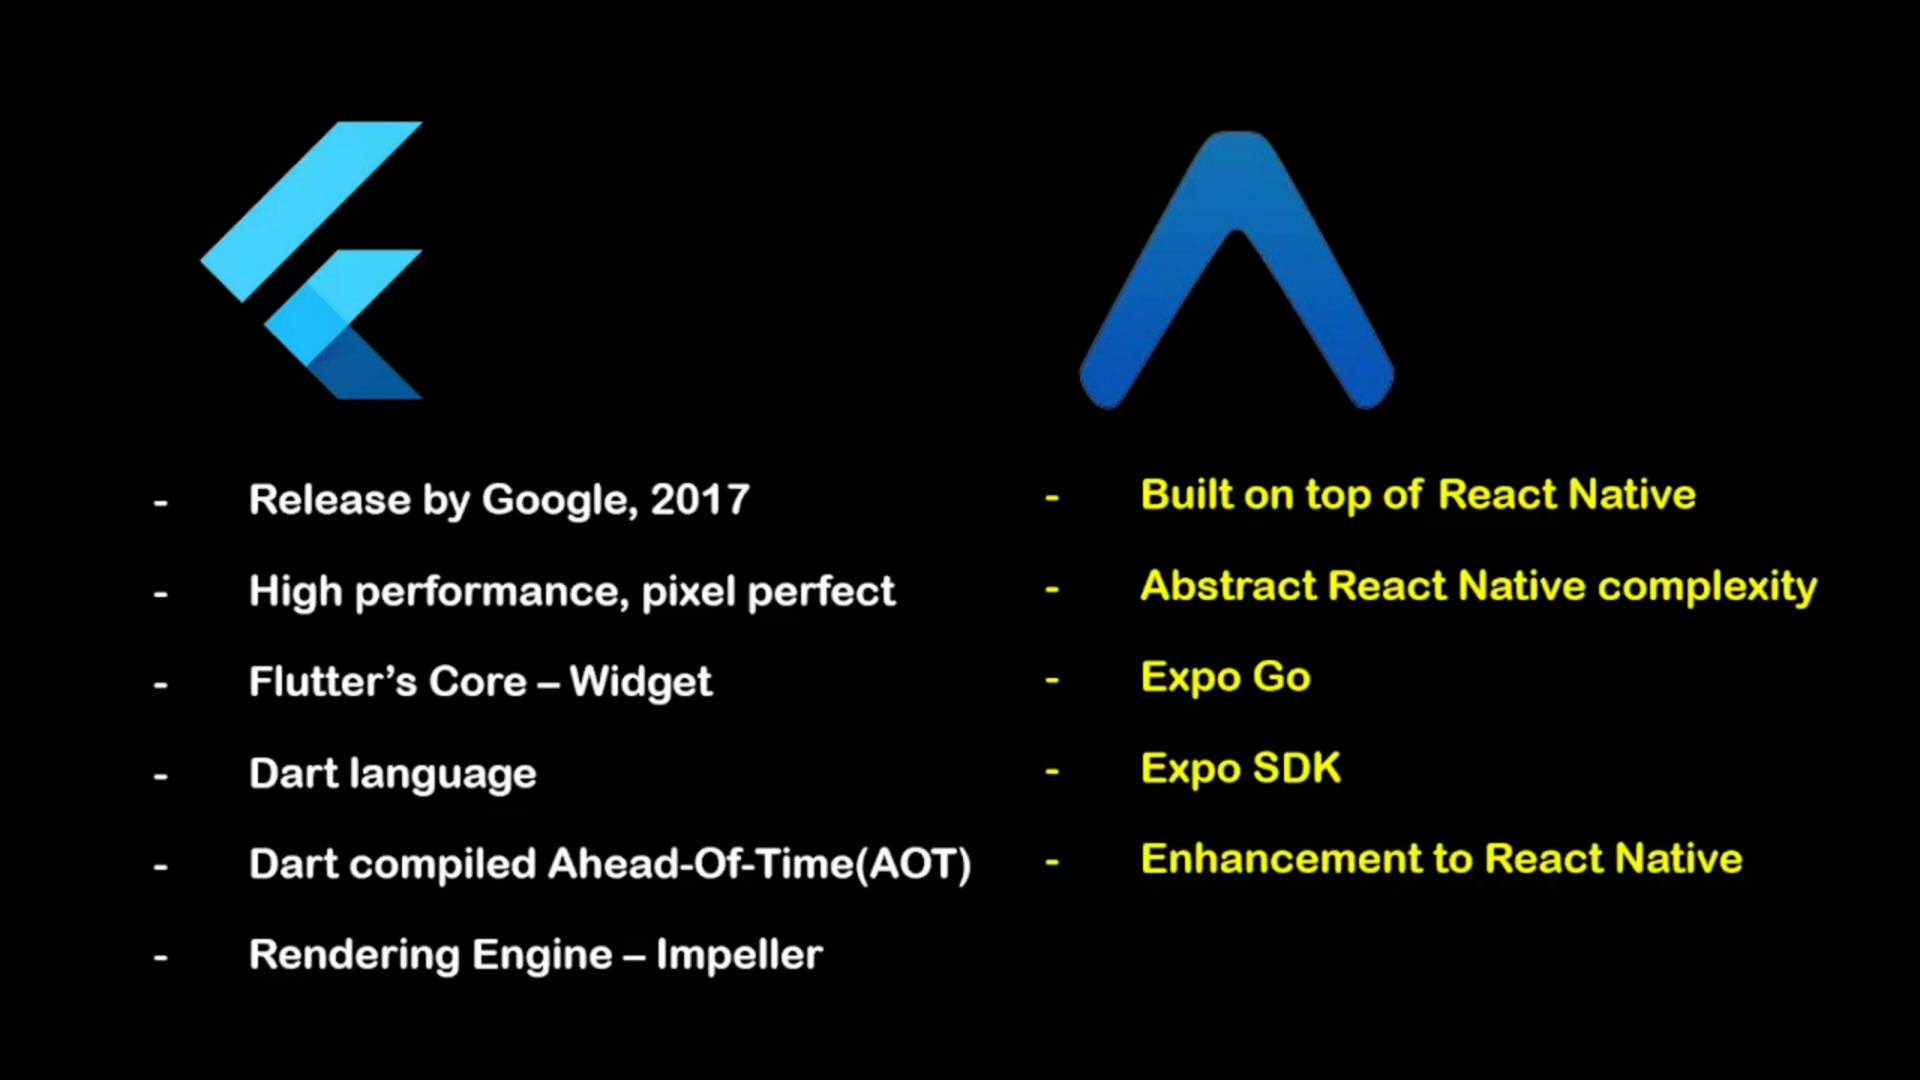 - Release by Google, 2017
- High performance, pixel perfect
- Flutter’s Core – Widget
- Dart language
- Dart compiled Ahead-Of-Time(AOT)
- Rendering Engine – Impeller
- Built on top of React Native
- Abstract React Native complexity
- Expo Go
- Expo SDK
- Enhancement to React Native